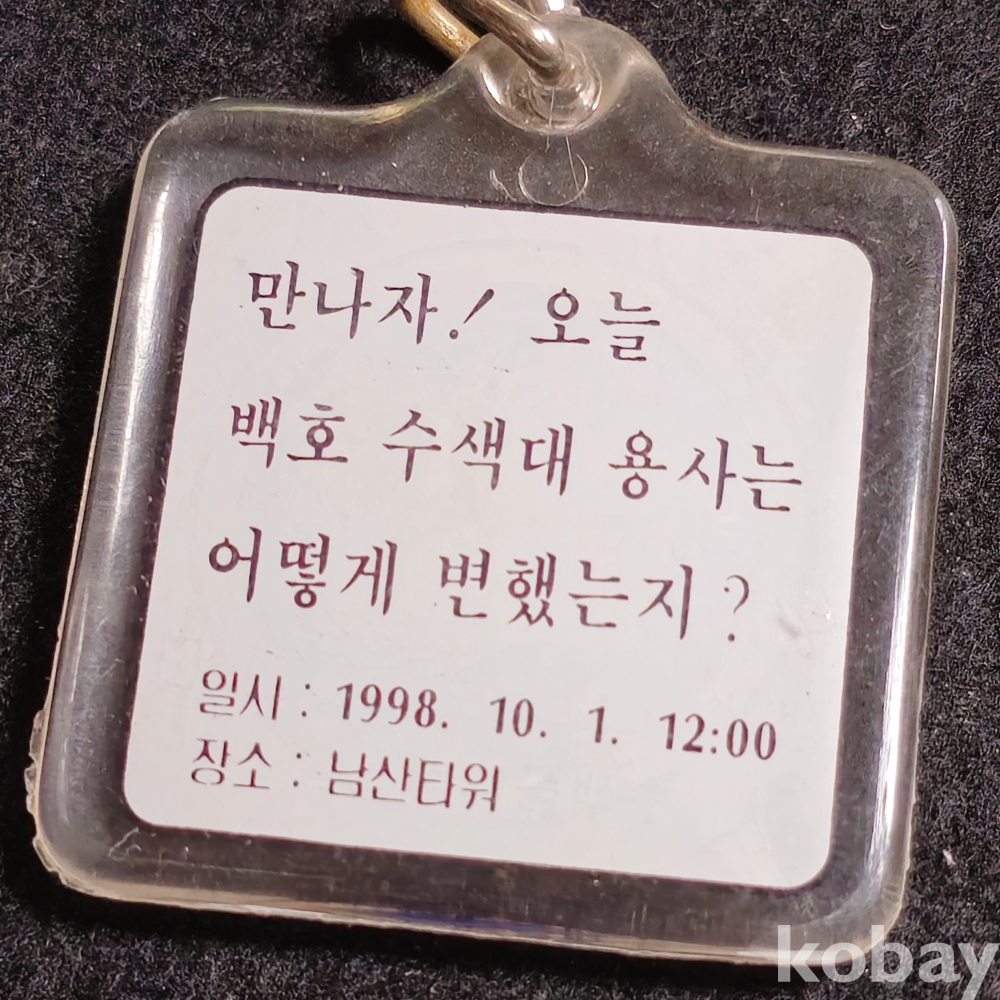 만나자! 오늘
백호 수색대 용사는
어떻게 변했는지?
일시 : 1998. 10. 1. 12:00
장소 : 남산타워
kobay